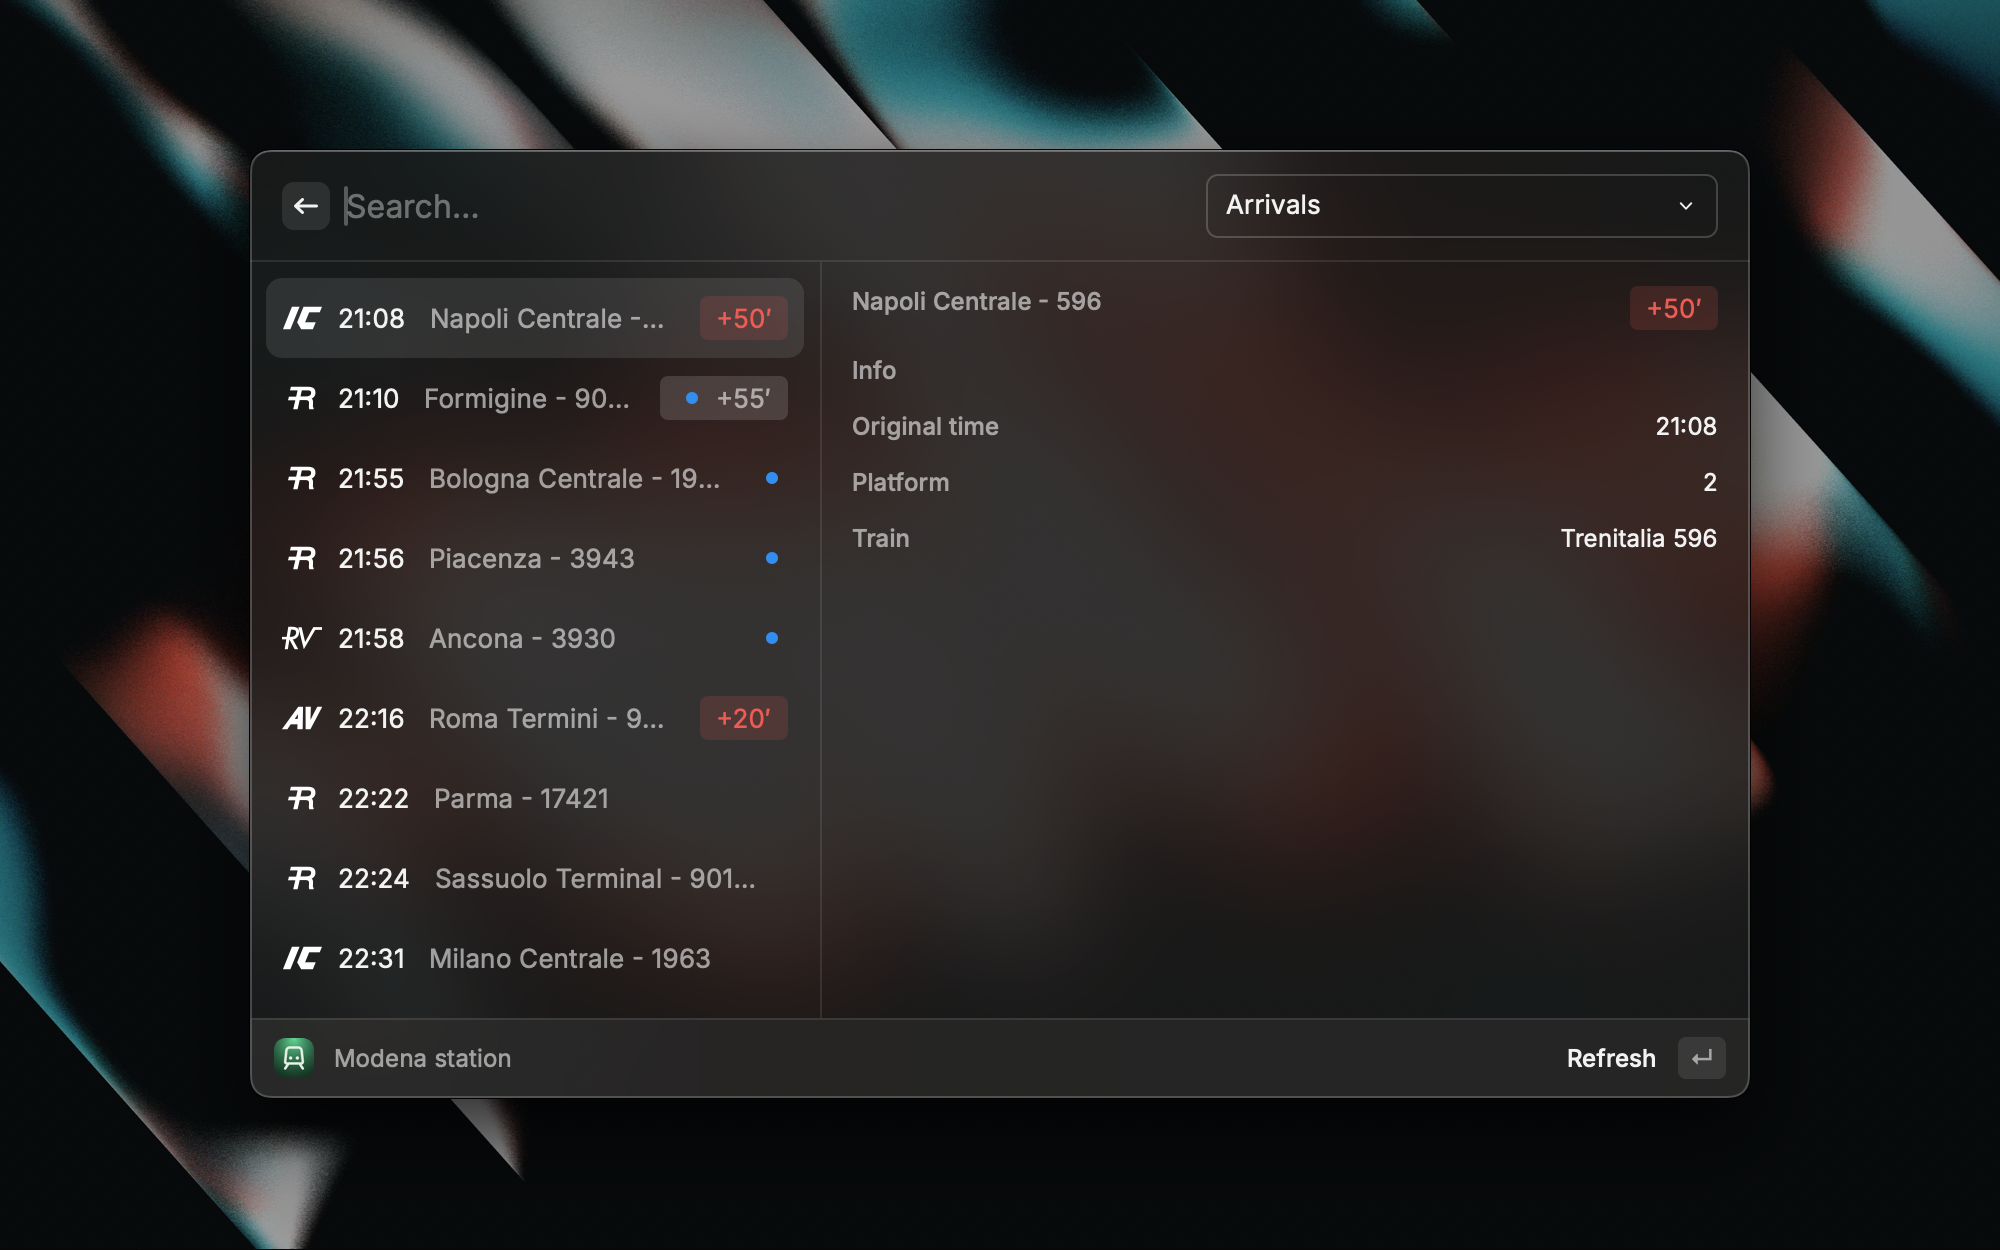 Search...
Arrivals
IC 21:08 Napoli Centrale -... +50′
R 21:10 Formigine - 90... +55′
R 21:55 Bologna Centrale - 19...
R 21:56 Piacenza - 3943
RV 21:58 Ancona - 3930
AV 22:16 Roma Termini - 9... +20′
R 22:22 Parma - 17421
R 22:24 Sassuolo Terminal - 901...
IC 22:31 Milano Centrale - 1963
Napoli Centrale - 596 +50′
Info
Original time 21:08
Platform 2
Train Trenitalia 596
Modena station
Refresh